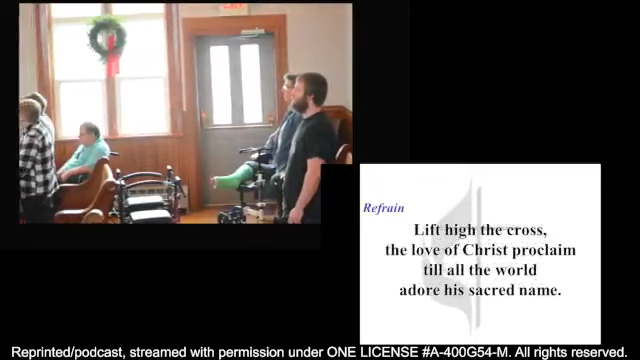 Refrain
Lift high the cross,
the love of Christ proclaim
till all the world
adore his sacred name.
Reprinted/podcast, streamed with permission under ONE LICENSE #A-400G54-M. All rights reserved.